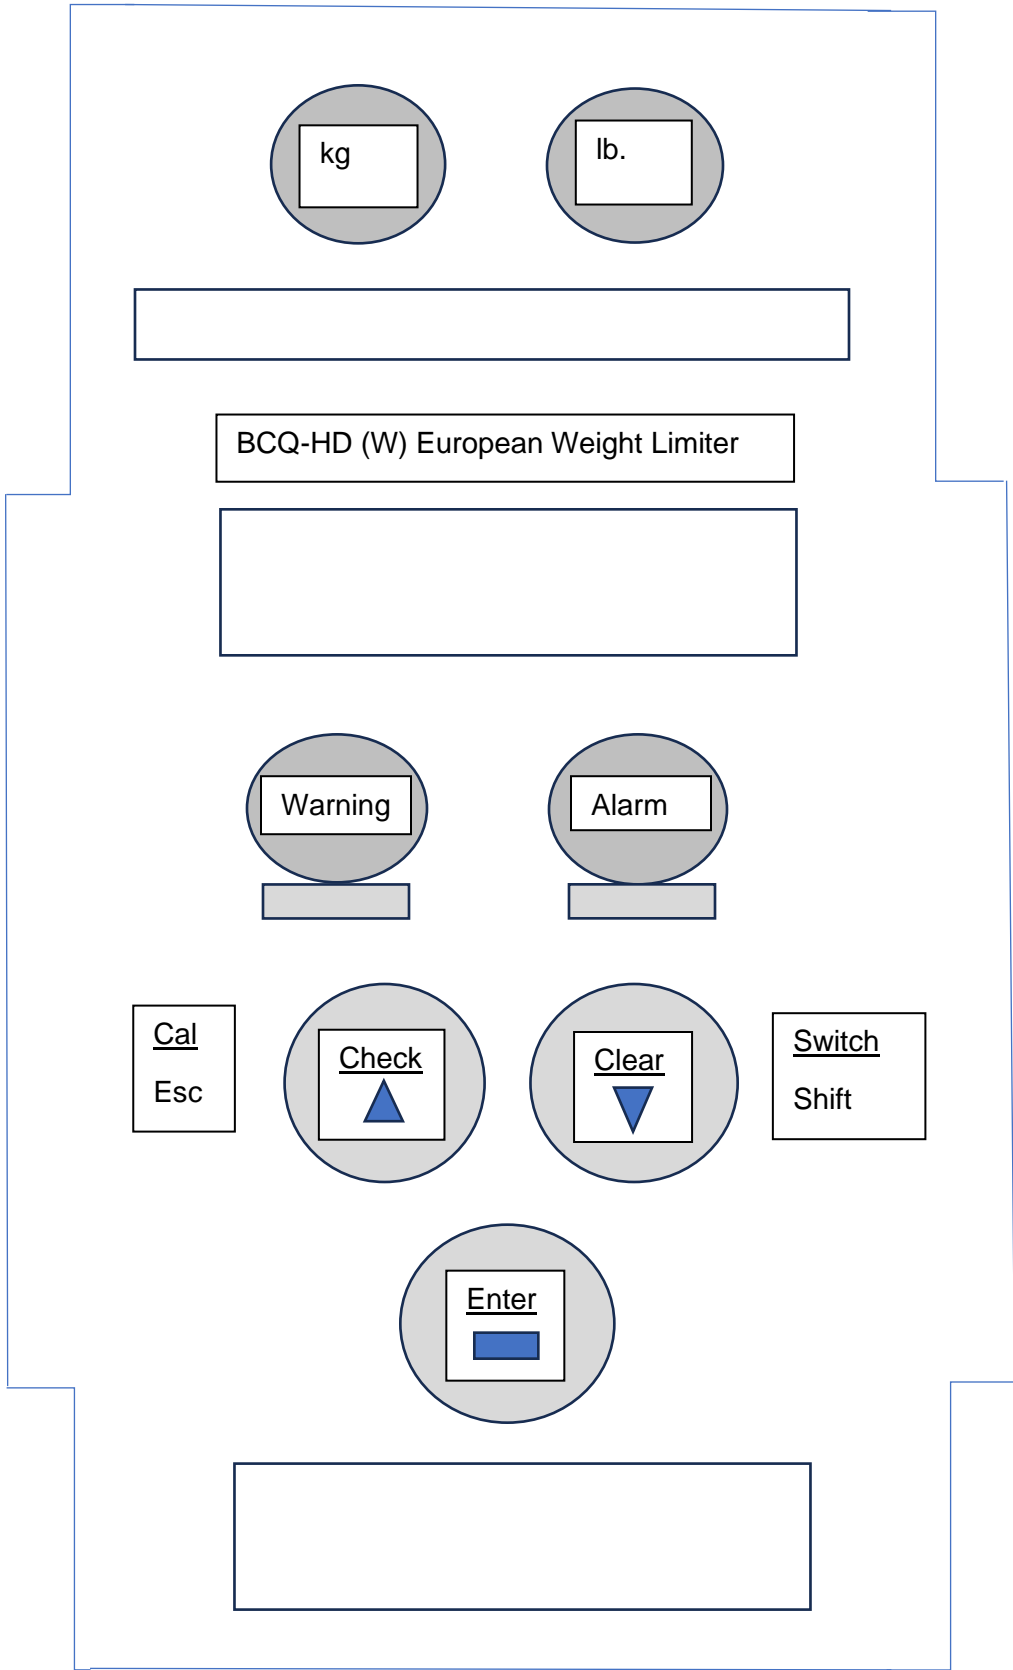 kg
lb.
BCQ-HD (W) European Weight Limiter
Warning
Alarm
Cal
Esc
Check
Clear
Switch
Shift
Enter